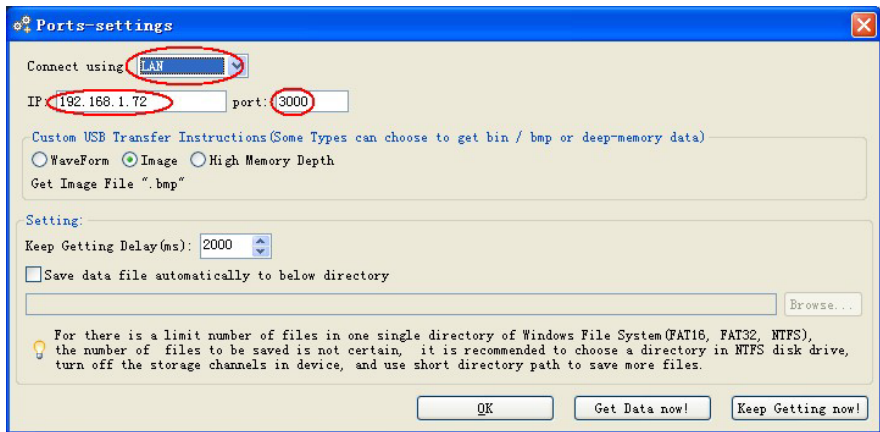 Ports-settings
Connect using: LAN
IP: 192.168.1.72 port: 3000
Custom USB Transfer Instructions(Some Types can choose to get bin / bmp or deep-memory data)
WaveForm Image High Memory Depth
Get Image File ".bmp"
Setting:
Keep Getting Delay(ms): 2000
Save data file automatically to below directory
Browse...
For there is a limit number of files in one single directory of Windows File System(FAT16, FAT32, NTFS),
the number of files to be saved is not certain, it is recommended to choose a directory in NTFS disk drive,
turn off the storage channels in device, and use short directory path to save more files.
OK Get Data now! Keep Getting now!